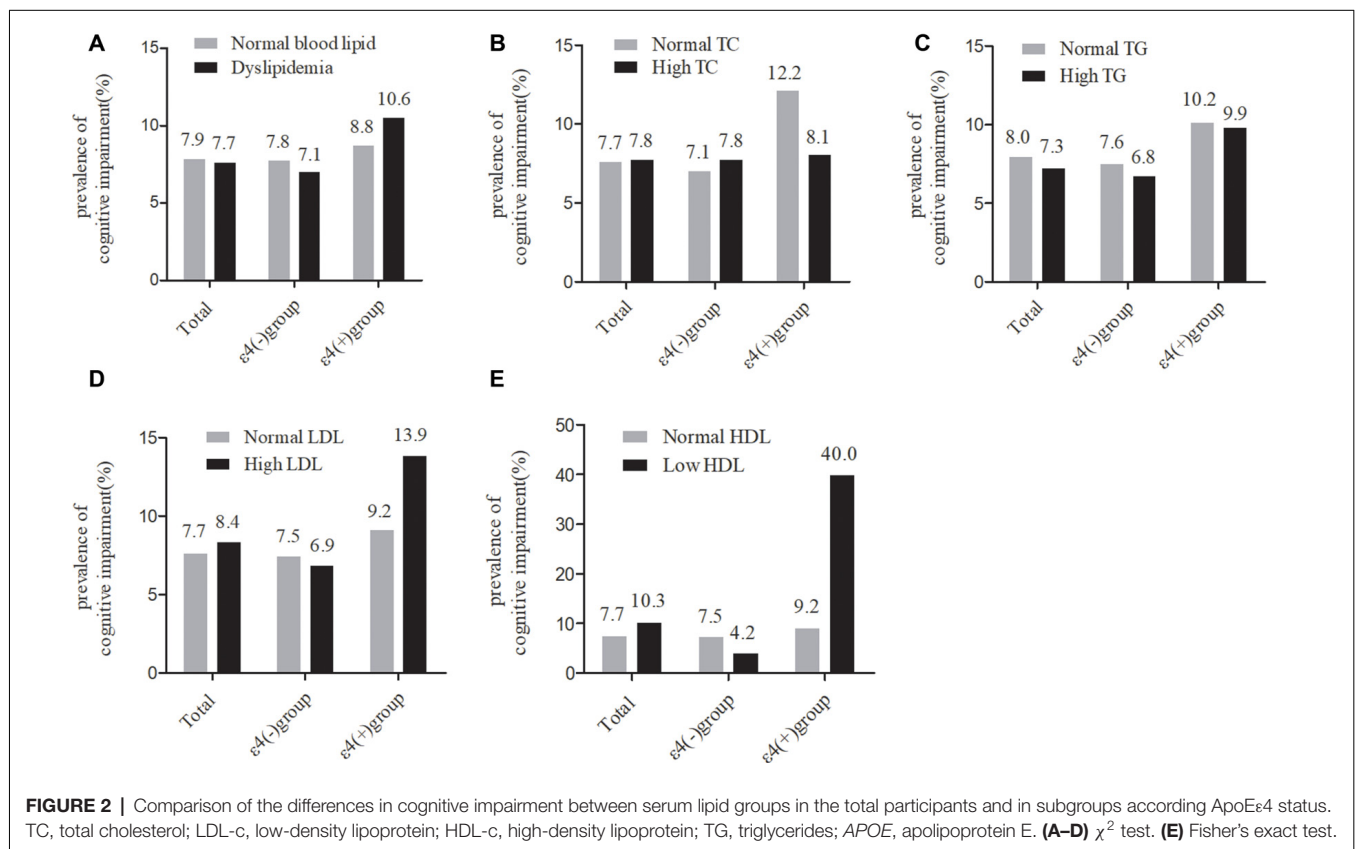 A
Normal blood lipid
Dyslipidemia
prevalence of
cognitive impairment(%)
15
10
5
0
7.9
7.7
7.8
7.1
8.8
10.6
Total
ε4(-)group
ε4(+)group
B
Normal TC
High TC
prevalence of
cognitive impairment(%)
15
10
5
0
7.7
7.8
7.1
7.8
12.2
8.1
Total
ε4(-)group
ε4(+)group
C
Normal TG
High TG
prevalence of
cognitive impairment(%)
15
10
5
0
8.0
7.3
7.6
6.8
10.2
9.9
Total
ε4(-)group
ε4(+)group
D
Normal LDL
High LDL
prevalence of
cognitive impairment(%)
15
10
5
0
7.7
8.4
7.5
6.9
9.2
13.9
Total
ε4(-)group
ε4(+)group
E
Normal HDL
Low HDL
prevalence of
cognitive impairment(%)
50
40
30
20
10
0
7.7
10.3
7.5
4.2
9.2
40.0
Total
ε4(-)group
ε4(+)group
FIGURE 2 | Comparison of the differences in cognitive impairment between serum lipid groups in the total participants and in subgroups according ApoEε4 status.
TC, total cholesterol; LDL-c, low-density lipoprotein; HDL-c, high-density lipoprotein; TG, triglycerides; APOE, apolipoprotein E. (A–D) χ² test. (E) Fisher's exact test.